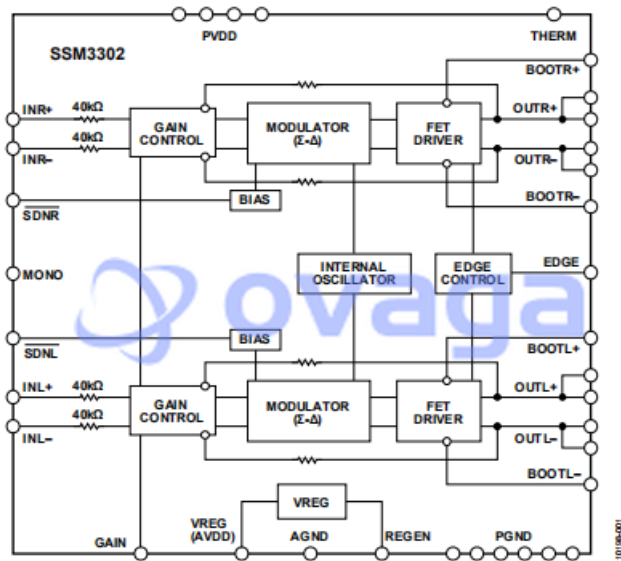 PVDD
THERM
SSM3302
BOOTR+
INR+
40kΩ
GAIN
CONTROL
MODULATOR
(Σ-Δ)
FET
DRIVER
OUTR+
INR–
40kΩ
OUTR–
BIAS
BOOTR–
SDNR
MONO
INTERNAL
OSCILLATOR
EDGE
CONTROL
EDGE
ovaga
SDNL
BIAS
BOOTL+
INL+
40kΩ
GAIN
CONTROL
MODULATOR
(Σ-Δ)
FET
DRIVER
OUTL+
INL–
40kΩ
OUTL–
BOOTL–
VREG
GAIN
VREG
(AVDD)
AGND
REGEN
PGND
10198-001